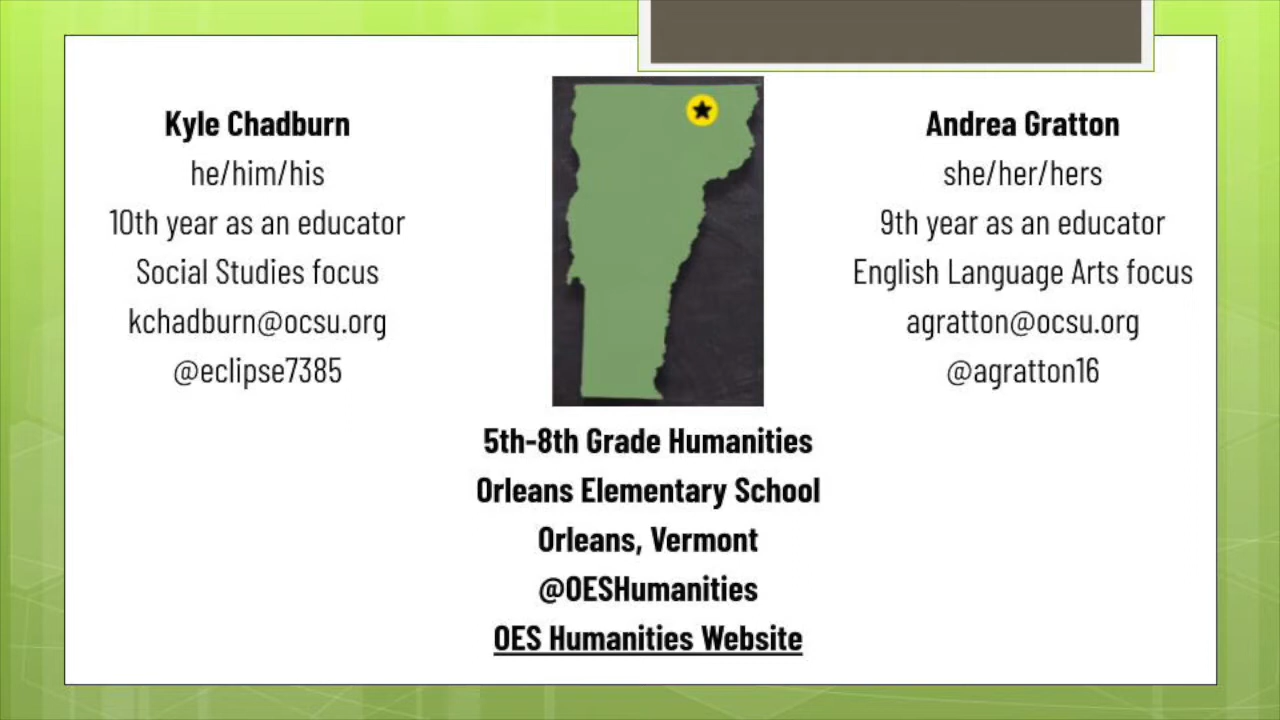 Kyle Chadburn
he/him/his
10th year as an educator
Social Studies focus
kchadburn@ocsu.org
@eclipse7385
Andrea Gratton
she/her/hers
9th year as an educator
English Language Arts focus
agratton@ocsu.org
@agratton16
5th-8th Grade Humanities
Orleans Elementary School
Orleans, Vermont
@OESHumanities
OES Humanities Website